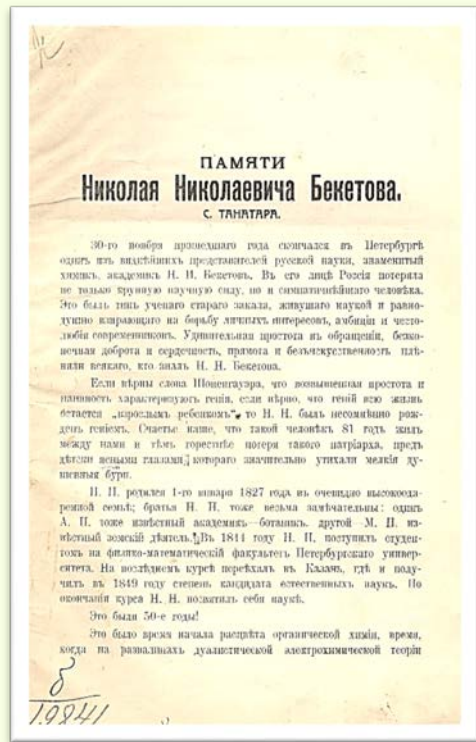 ПАМЯТИ
Николая Николаевича Бекетова.
С. ТАНАТАРА.
30-го ноября прошедшаго года скончался въ Петербургѣ
одинъ изъ виднѣйшихъ представителей русской науки, знаменитый
химикъ, академикъ Н. Н. Бекетовъ. Въ его лицѣ Россія потеряла
не только крупную научную силу, но и симпатичнѣйшаго человѣка.
Это былъ типъ ученаго стараго закала, живущаго наукой и равно-
душно взирающаго на борьбу личныхъ интересовъ, амбицій и често-
любія современниковъ. Удивительная простота въ обращеніи, безко-
нечная доброта и сердечность, прямота и безъискусственность плѣ-
няли всякаго, кто зналъ Н. Н. Бекетова.
Если вѣрны слова Шопенгауэра, что возвышенная простота и
наивность характеризуютъ генія, если вѣрно, что геній всю жизнь
остается „взрослымъ ребенкомъ“, то Н. Н. былъ несомнѣнно рож-
денъ геніемъ. Счастье наше, что такой человѣкъ 81 годъ жилъ
между нами и тѣмъ горестнѣе потеря такого патріарха, предъ
дѣтски ясными глазами котораго значительно утихали мелкія ду-
шевныя бури.
Н. Н. родился 1-го января 1827 года въ очевидно высокоода-
ренной семьѣ; братья Н. Н. тоже весьма замѣчательны: одинъ
А. Н. тоже извѣстный академикъ—ботаникъ, другой М. Н. из-
вѣстный земскій дѣятель. Въ 1844 году Н. Н. поступилъ студен-
томъ на физико-математическій факультетъ Петербургскаго универ-
ситета. На послѣднемъ курсѣ переѣхалъ въ Казань, гдѣ и полу-
чилъ въ 1849 году степень кандидата естественныхъ наукъ. По
окончаніи курса Н. Н. посвятилъ себя наукѣ.
Это были 50-е годы!
Это было время начала расцвѣта органической химіи, время,
когда на развалинахъ дуалистической электрохимической теоріи
19841